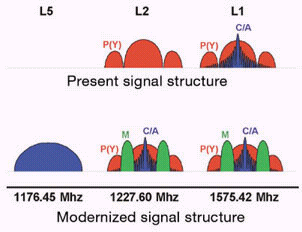 L5 L2 L1
C/A
P(Y) P(Y)
Present signal structure
M C/A M C/A
P(Y) P(Y)
1176.45 Mhz 1227.60 Mhz 1575.42 Mhz
Modernized signal structure